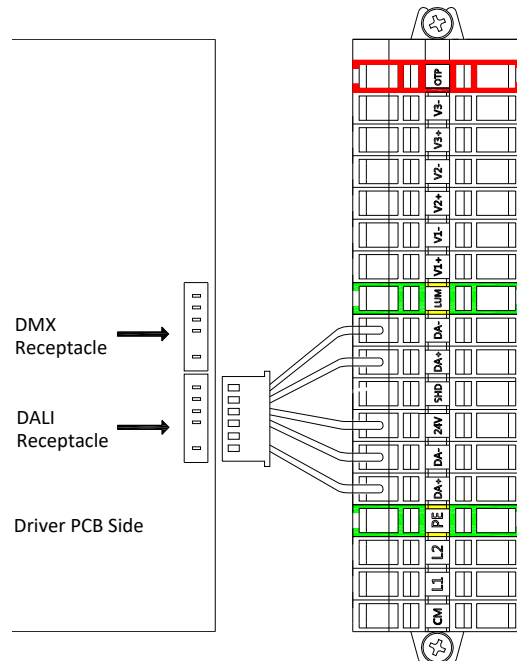 OTP
V3-
V3+
V2-
V2+
V1-
V1+
LUM
DMX
Receptacle
DA-
DA+
SHD
DALI
Receptacle
24V
DA-
DA+
Driver PCB Side
PE
L2
L1
CM